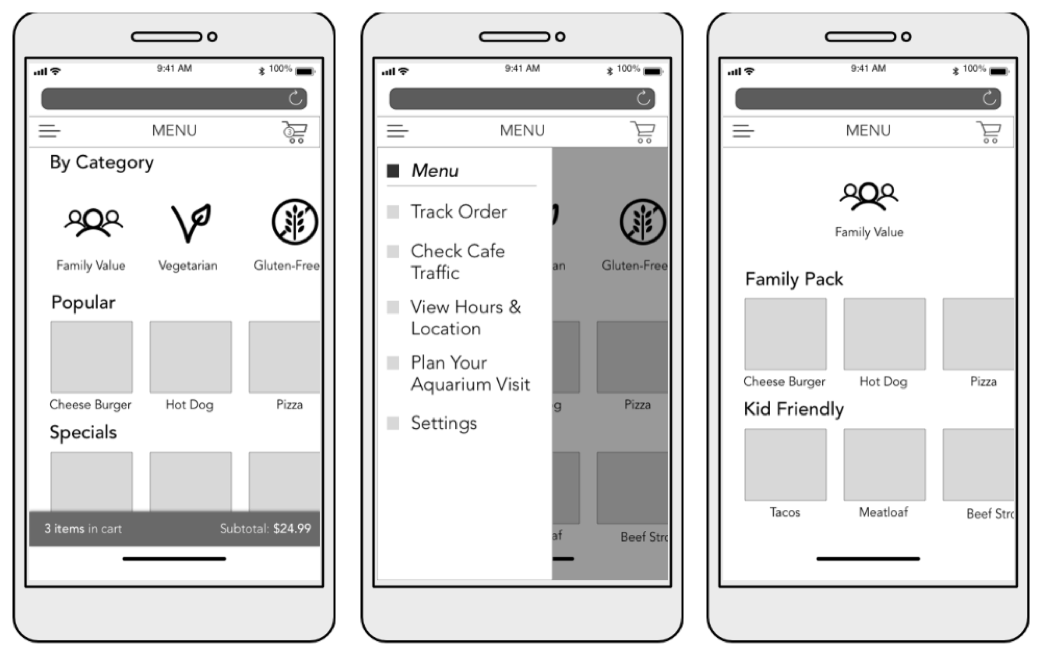 9:41 AM
100%
MENU
3
By Category
Family Value
Vegetarian
Gluten-Free
Popular
Cheese Burger
Hot Dog
Pizza
Specials
3 items in cart
Subtotal: $24.99
9:41 AM
100%
MENU
Menu
Track Order
Check Cafe
Traffic
View Hours &
Location
Plan Your
Aquarium Visit
Settings
an
Gluten-Free
g
Pizza
af
Beef Stro
9:41 AM
100%
MENU
Family Value
Family Pack
Cheese Burger
Hot Dog
Pizza
Kid Friendly
Tacos
Meatloaf
Beef Stro